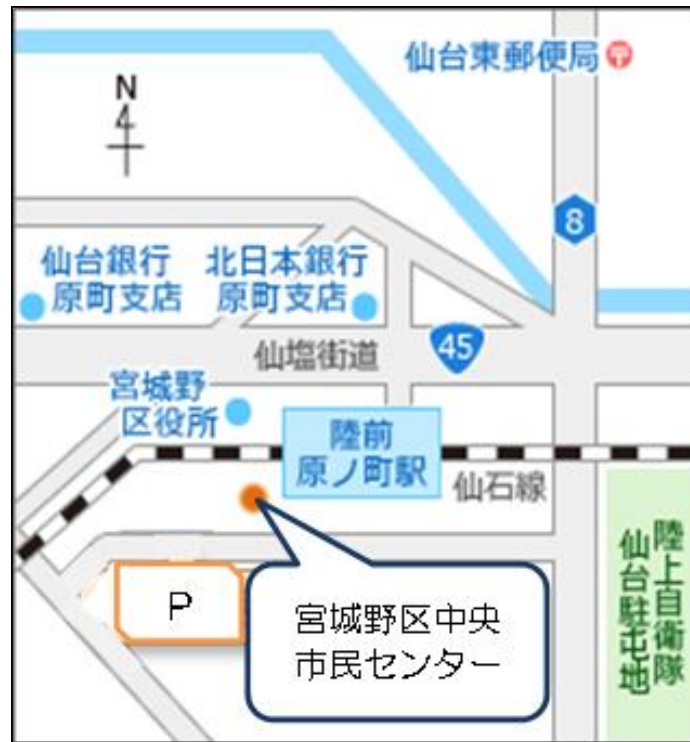 仙台東郵便局
N
8
仙台銀行
原町支店
北日本銀行
原町支店
仙塩街道
45
宮城野
区役所
陸前
原ノ町駅
仙石線
P
宮城野区中央
市民センター
陸上自衛隊
仙台駐屯地